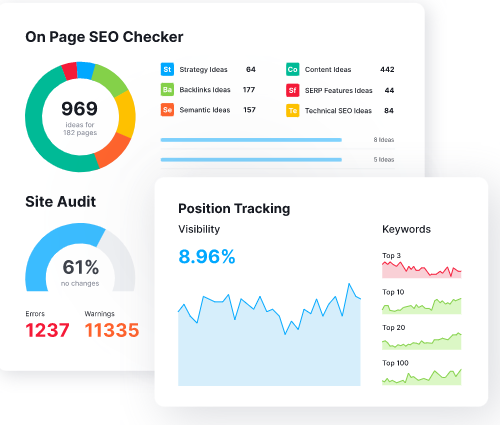 On Page SEO Checker
969
ideas for
182 pages
St Strategy Ideas 64
Ba Backlinks Ideas 177
Se Semantic Ideas 157
Co Content Ideas 442
Sf SERP Features Ideas 44
Te Technical SEO Ideas 84
8 Ideas
5 Ideas
Site Audit
61%
no changes
Errors
1237
Warnings
11335
Position Tracking
Visibility
8.96%
Keywords
Top 3
Top 10
Top 20
Top 100